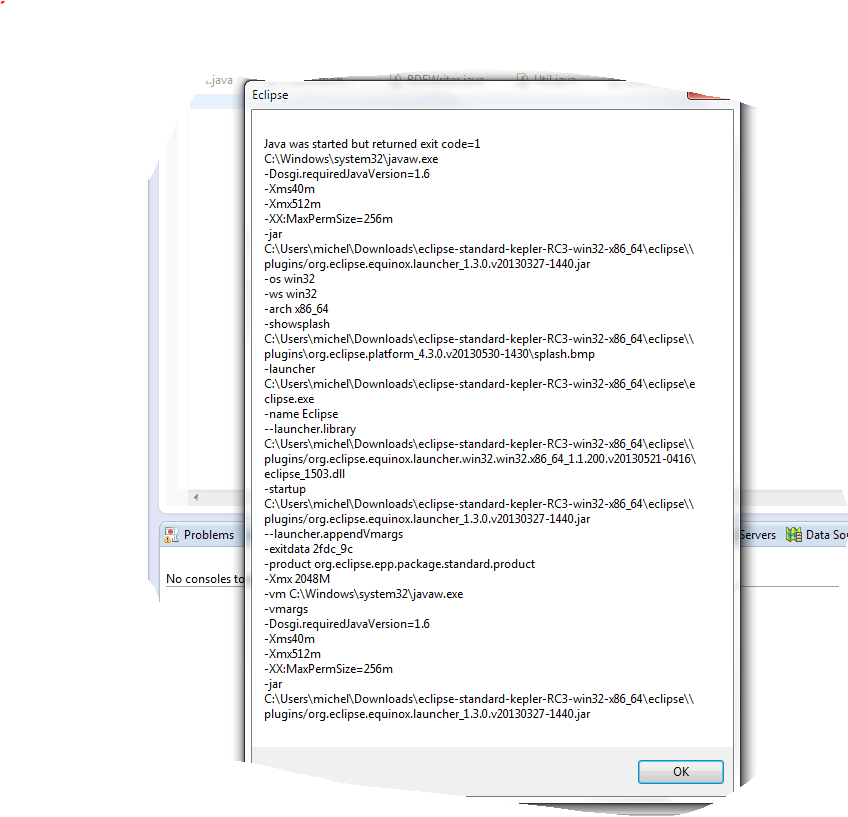 .java
RDFWriter.java
Util.java
Eclipse
Java was started but returned exit code=1
C:\Windows\system32\javaw.exe
-Dosgi.requiredJavaVersion=1.6
-Xms40m
-Xmx512m
-XX:MaxPermSize=256m
-jar
C:\Users\michel\Downloads\eclipse-standard-kepler-RC3-win32-x86_64\eclipse\\
plugins/org.eclipse.equinox.launcher_1.3.0.v20130327-1440.jar
-os win32
-ws win32
-arch x86_64
-showsplash
C:\Users\michel\Downloads\eclipse-standard-kepler-RC3-win32-x86_64\eclipse\\
plugins\org.eclipse.platform_4.3.0.v20130530-1430\splash.bmp
-launcher
C:\Users\michel\Downloads\eclipse-standard-kepler-RC3-win32-x86_64\eclipse\e
clipse.exe
-name Eclipse
--launcher.library
C:\Users\michel\Downloads\eclipse-standard-kepler-RC3-win32-x86_64\eclipse\\
plugins/org.eclipse.equinox.launcher.win32.win32.x86_64_1.1.200.v20130521-0416\
eclipse_1503.dll
-startup
C:\Users\michel\Downloads\eclipse-standard-kepler-RC3-win32-x86_64\eclipse\\
plugins/org.eclipse.equinox.launcher_1.3.0.v20130327-1440.jar
--launcher.appendVmargs
-exitdata 2fdc_9c
-product org.eclipse.epp.package.standard.product
-Xmx 2048M
-vm C:\Windows\system32\javaw.exe
-vmargs
-Dosgi.requiredJavaVersion=1.6
-Xms40m
-Xmx512m
-XX:MaxPermSize=256m
-jar
C:\Users\michel\Downloads\eclipse-standard-kepler-RC3-win32-x86_64\eclipse\\
plugins/org.eclipse.equinox.launcher_1.3.0.v20130327-1440.jar
OK
Problems
Servers
Data So
No consoles to